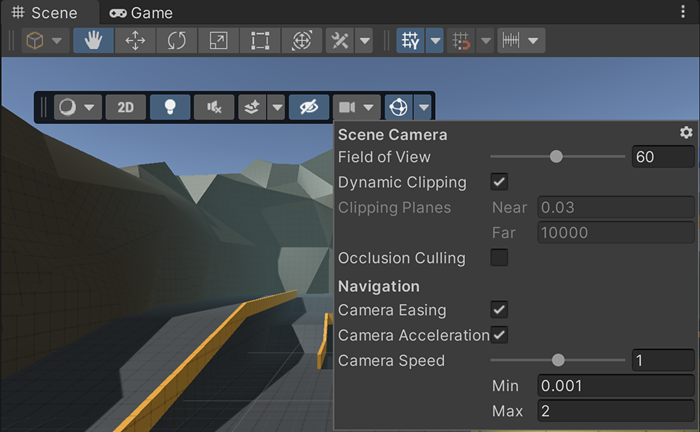 Scene Game
Y
2D
Scene Camera
Field of View 60
Dynamic Clipping
Clipping Planes Near 0.03
Far 10000
Occlusion Culling
Navigation
Camera Easing
Camera Acceleration
Camera Speed 1
Min 0.001
Max 2